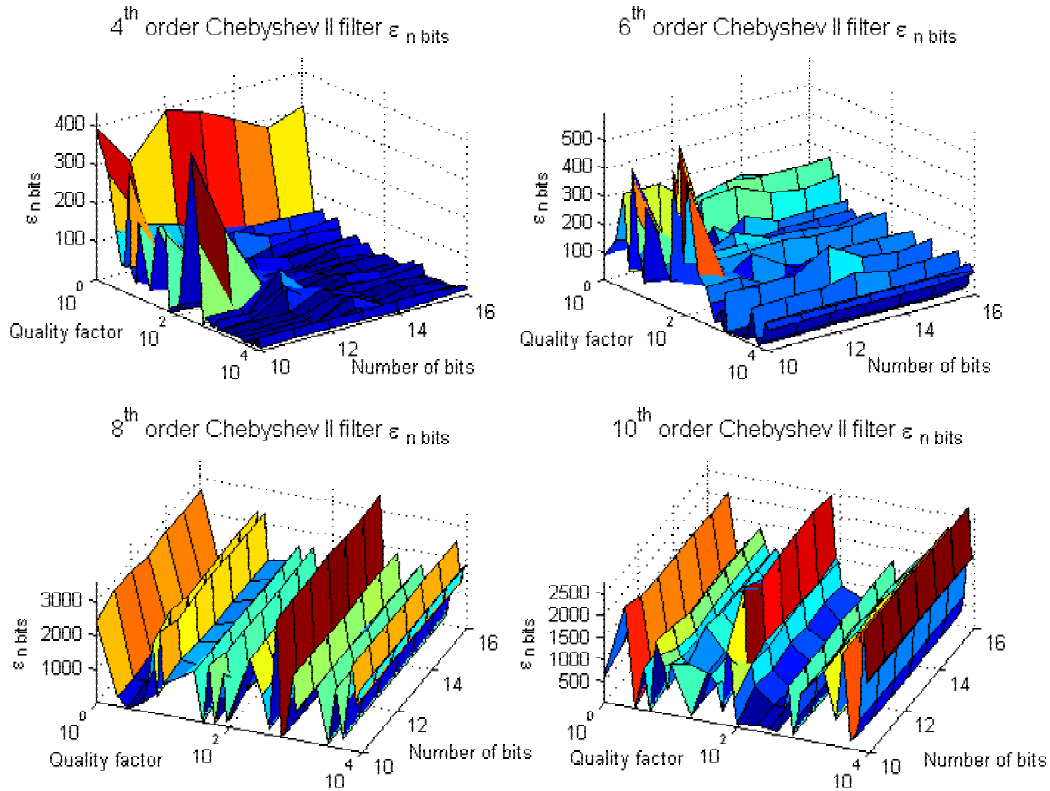 4th order Chebyshev II filter ε n bits
400
300
200
100
0
ε n bits
10^0
10^2
10^4
Quality factor
10
12
14
16
Number of bits
6th order Chebyshev II filter ε n bits
500
400
300
200
100
ε n bits
10^0
10^2
10^4
Quality factor
10
12
14
16
Number of bits
8th order Chebyshev II filter ε n bits
3000
2000
1000
ε n bits
10^0
10^2
10^4
Quality factor
10
12
14
16
Number of bits
10th order Chebyshev II filter ε n bits
2500
2000
1500
1000
500
ε n bits
10^0
10^2
10^4
Quality factor
10
12
14
16
Number of bits